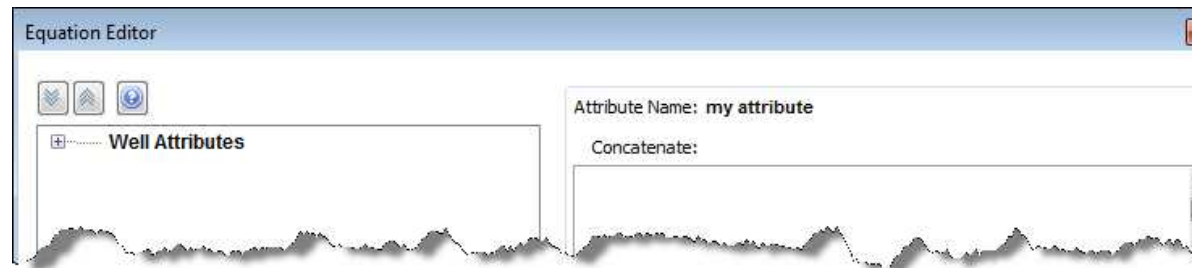 Equation Editor
Attribute Name: my attribute
Well Attributes
Concatenate: